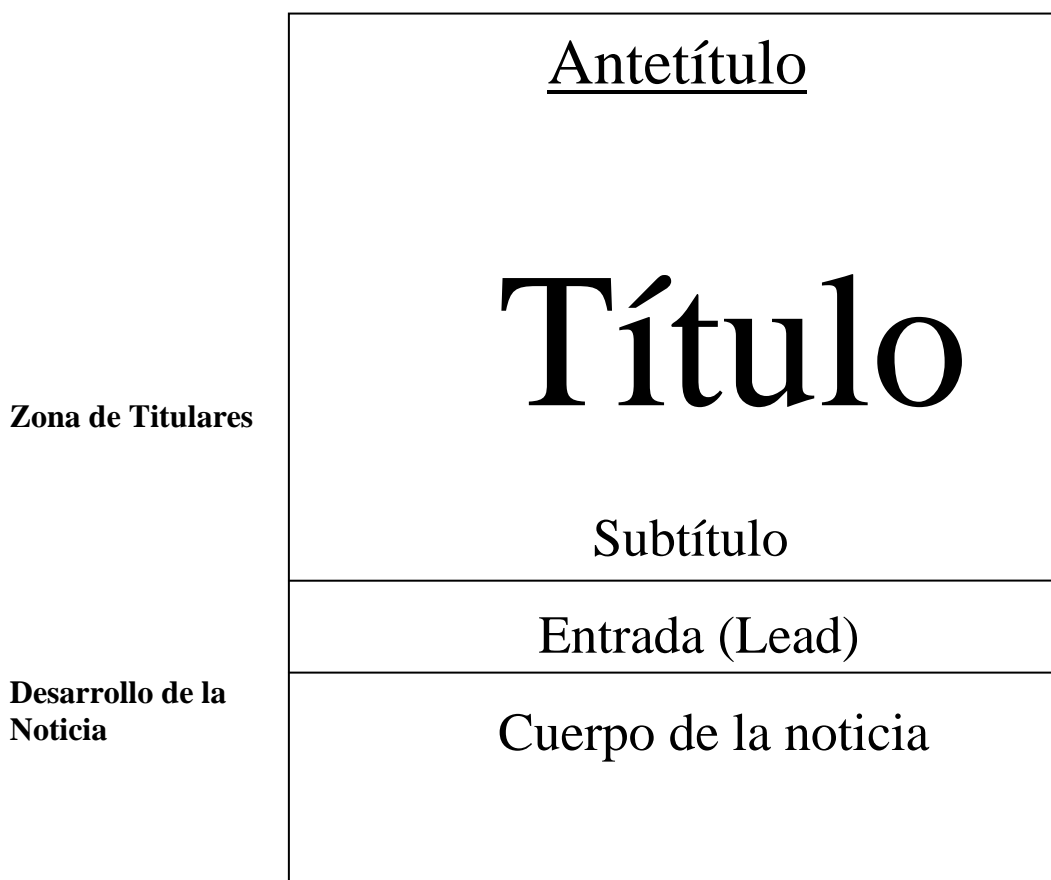 Antetítulo
Título
Zona de Titulares
Subtítulo
Entrada (Lead)
Desarrollo de la
Noticia
Cuerpo de la noticia